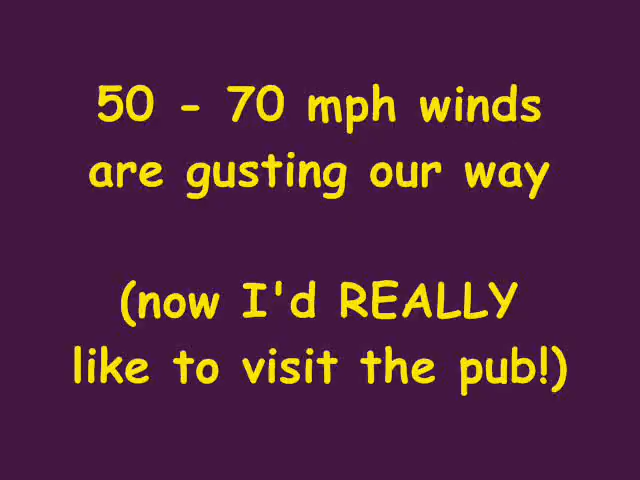 50 - 70 mph winds
are gusting our way
(now I'd REALLY
like to visit the pub!)